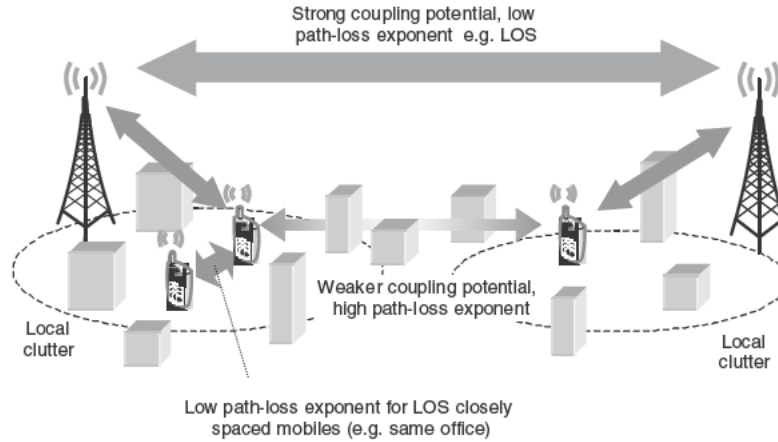 Strong coupling potential, low
path-loss exponent e.g. LOS
Weaker coupling potential,
high path-loss exponent
Local
clutter
Local
clutter
Low path-loss exponent for LOS closely
spaced mobiles (e.g. same office)